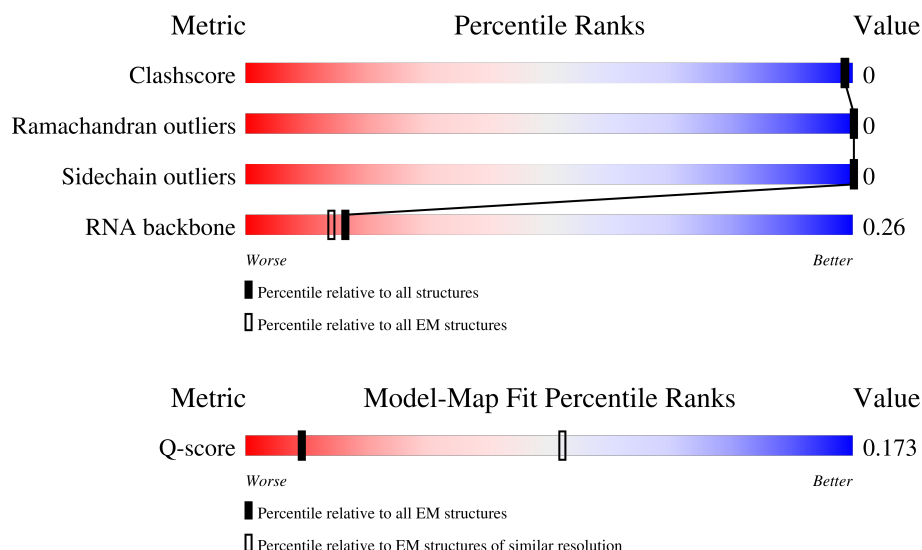 Metric Percentile Ranks Value
Clashscore 0
Ramachandran outliers 0
Sidechain outliers 0
RNA backbone 0.26
Worse Better
Percentile relative to all structures
Percentile relative to all EM structures
Metric Model-Map Fit Percentile Ranks Value
Q-score 0.173
Worse Better
Percentile relative to all EM structures
Percentile relative to EM structures of similar resolution